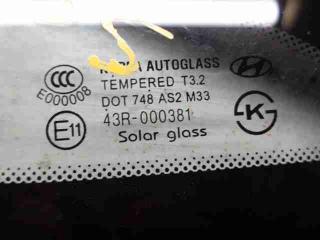 AUTOGLASS
TEMPERED T3.2
E000008
DOT 748 AS2 M33
43R-000381
E11
K
Solar glass